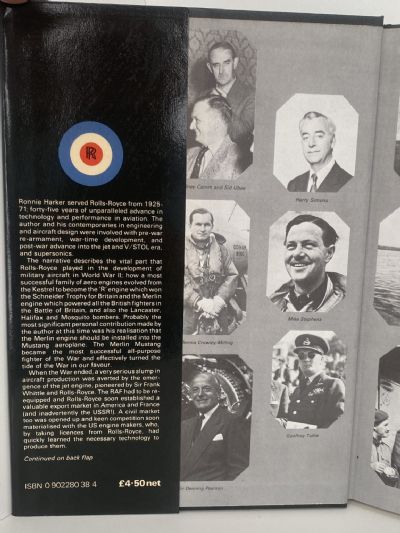 RR
Ronnie Harker served Rolls-Royce from 1925-
71; forty-five years of unparalleled advance in
technology and performance in aviation. The
author and his contemporaries in engineering
and aircraft design were involved with pre-war
re-armament, war-time development, and
post-war advance into the jet and V/STOL era,
and supersonics.
The narrative describes the vital part that
Rolls-Royce played in the development of
military aircraft in World War II; how a most
successful family of aero engines evolved from
the Kestrel to become the 'R' engine which won
the Schneider Trophy for Britain and the Merlin
engine which powered all the British fighters in
the Battle of Britain, and also the Lancaster,
Halifax and Mosquito bombers. Probably the
most significant personal contribution made by
the author at this time was his realisation that
the Merlin engine should be installed into the
Mustang aeroplane. The Merlin Mustang
became the most successful all-purpose
fighter of the War and effectively turned the
tide of the War in our favour.
When the War ended, a very serious slump in
aircraft production was averted by the emer-
gence of the jet engine, pioneered by Sir Frank
Whittle and Rolls-Royce. The RAF had to be re-
equipped and Rolls-Royce soon established a
valuable export market in America and France
(and inadvertently the USSR!). A civil market
too was opened up and keen competition soon
materialised with the US engine makers, who,
by taking licences from Rolls-Royce, had
quickly learned the necessary technology to
produce them.
Continued on back flap
ISBN 0 902280 38 4
£4·50 net
Camm and Sid
Harry
Mike Stephens
Crowley-Milling
Geoffrey Tuttle
Denning Pearson